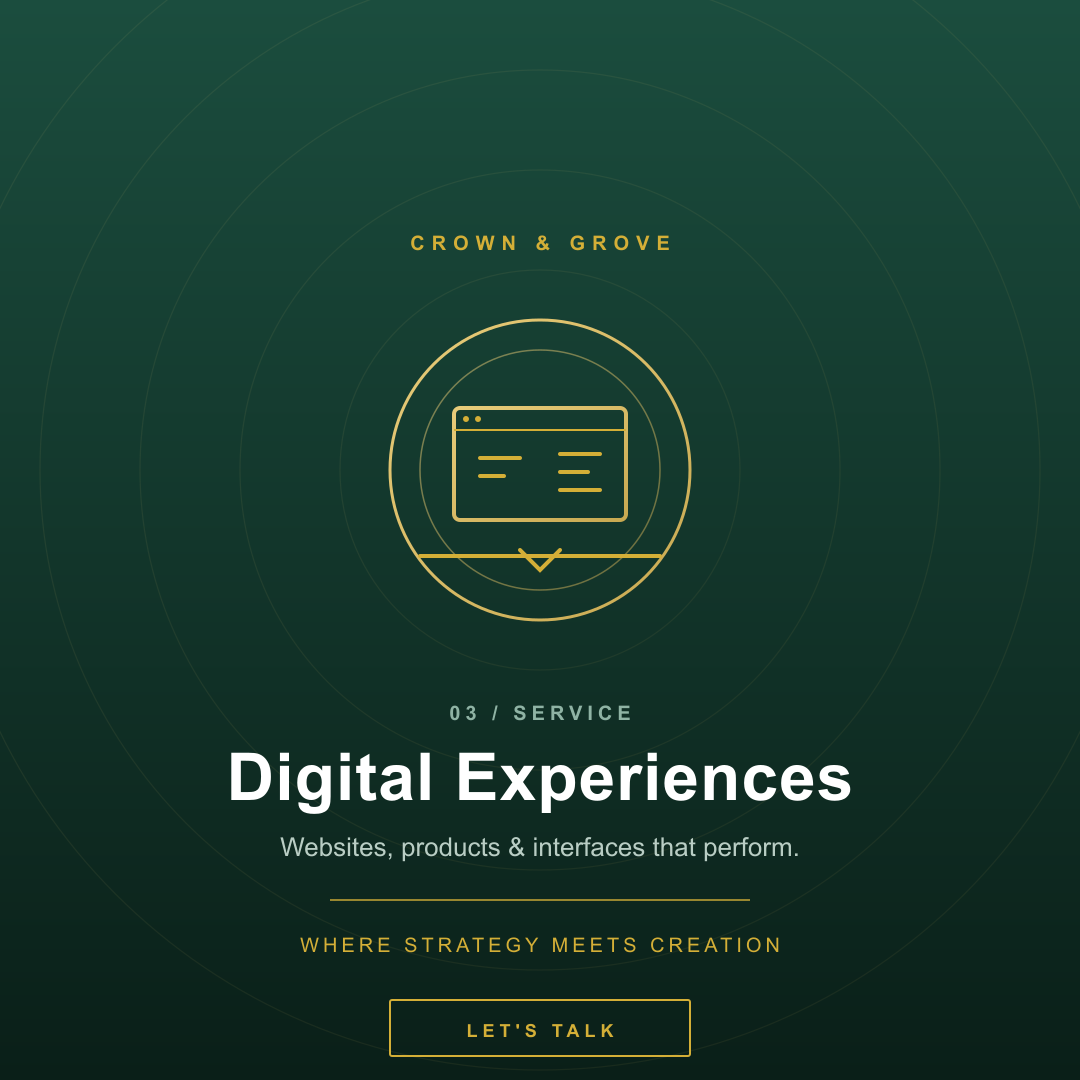 CROWN & GROVE
03 / SERVICE
Digital Experiences
Websites, products & interfaces that perform.
WHERE STRATEGY MEETS CREATION
LET'S TALK